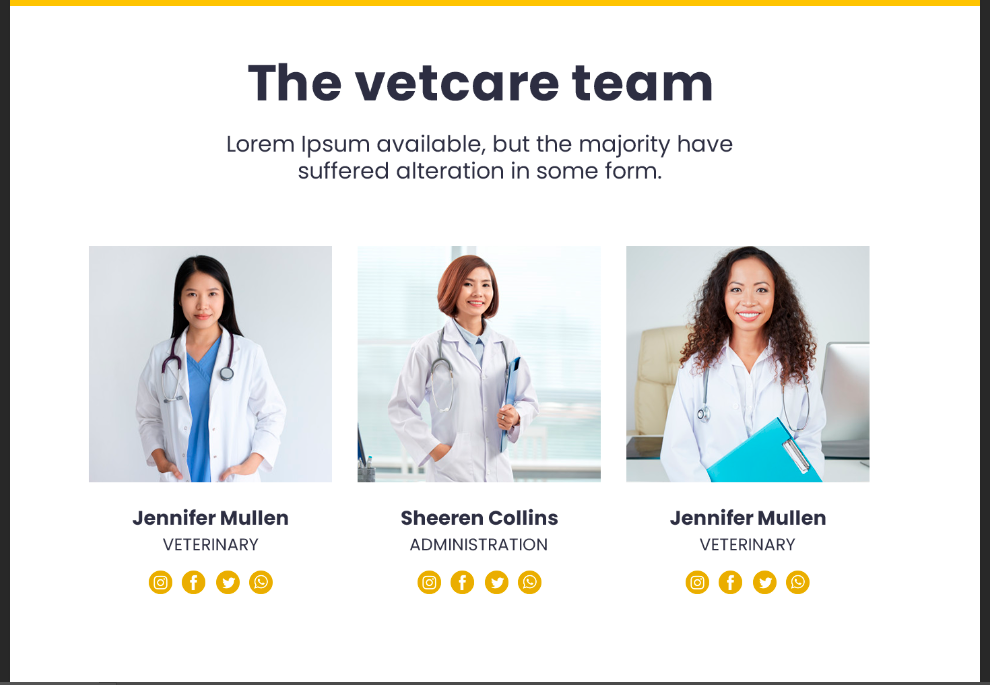 The vetcare team
Lorem Ipsum available, but the majority have
suffered alteration in some form.
Jennifer Mullen
VETERINARY
Sheeren Collins
ADMINISTRATION
Jennifer Mullen
VETERINARY